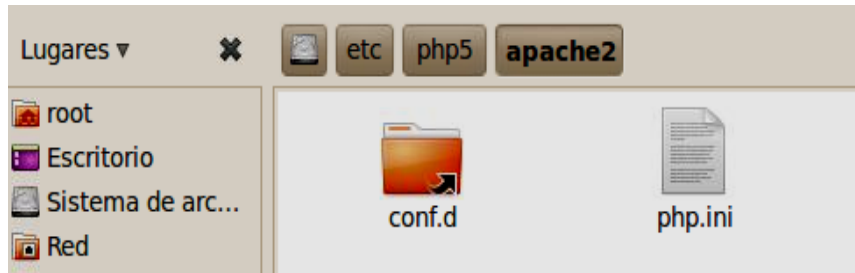 Lugares
etc php5 apache2
root
Escritorio
Sistema de arc...
Red
conf.d php.ini